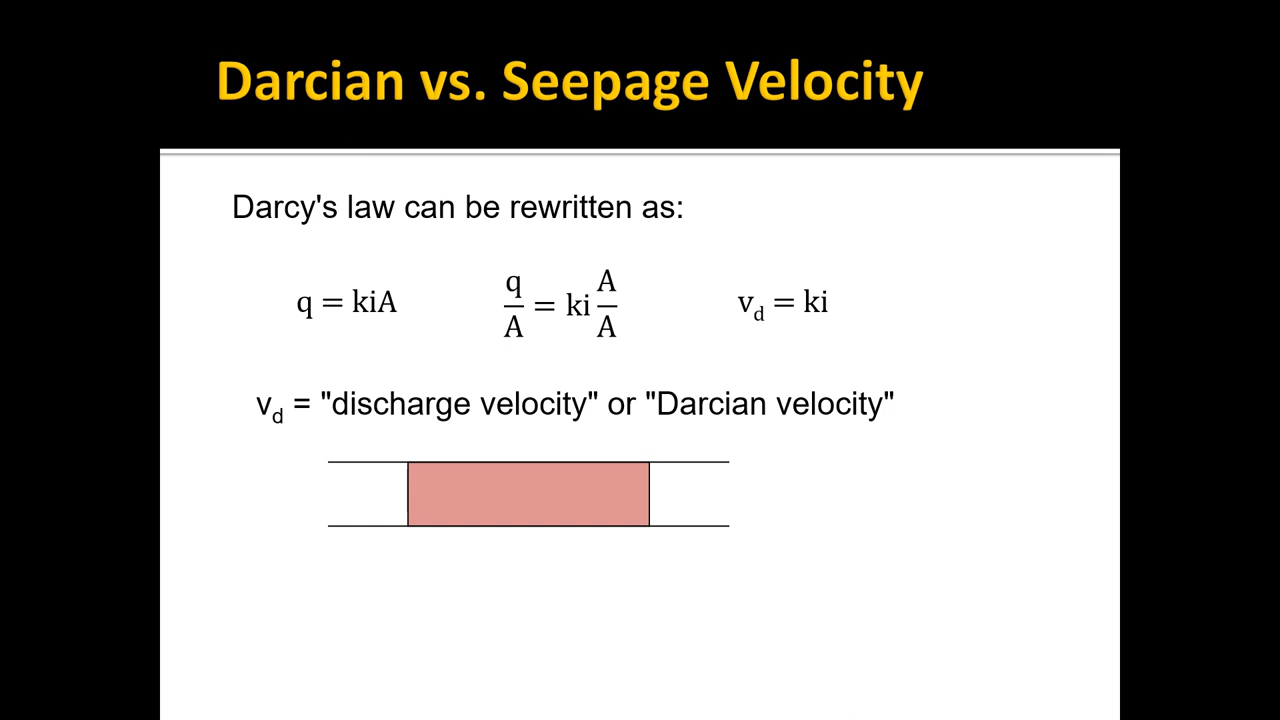 Darcian vs. Seepage Velocity
Darcy's law can be rewritten as:
q = kiA
q/A = ki A/A
v_d = ki
v_d = "discharge velocity" or "Darcian velocity"